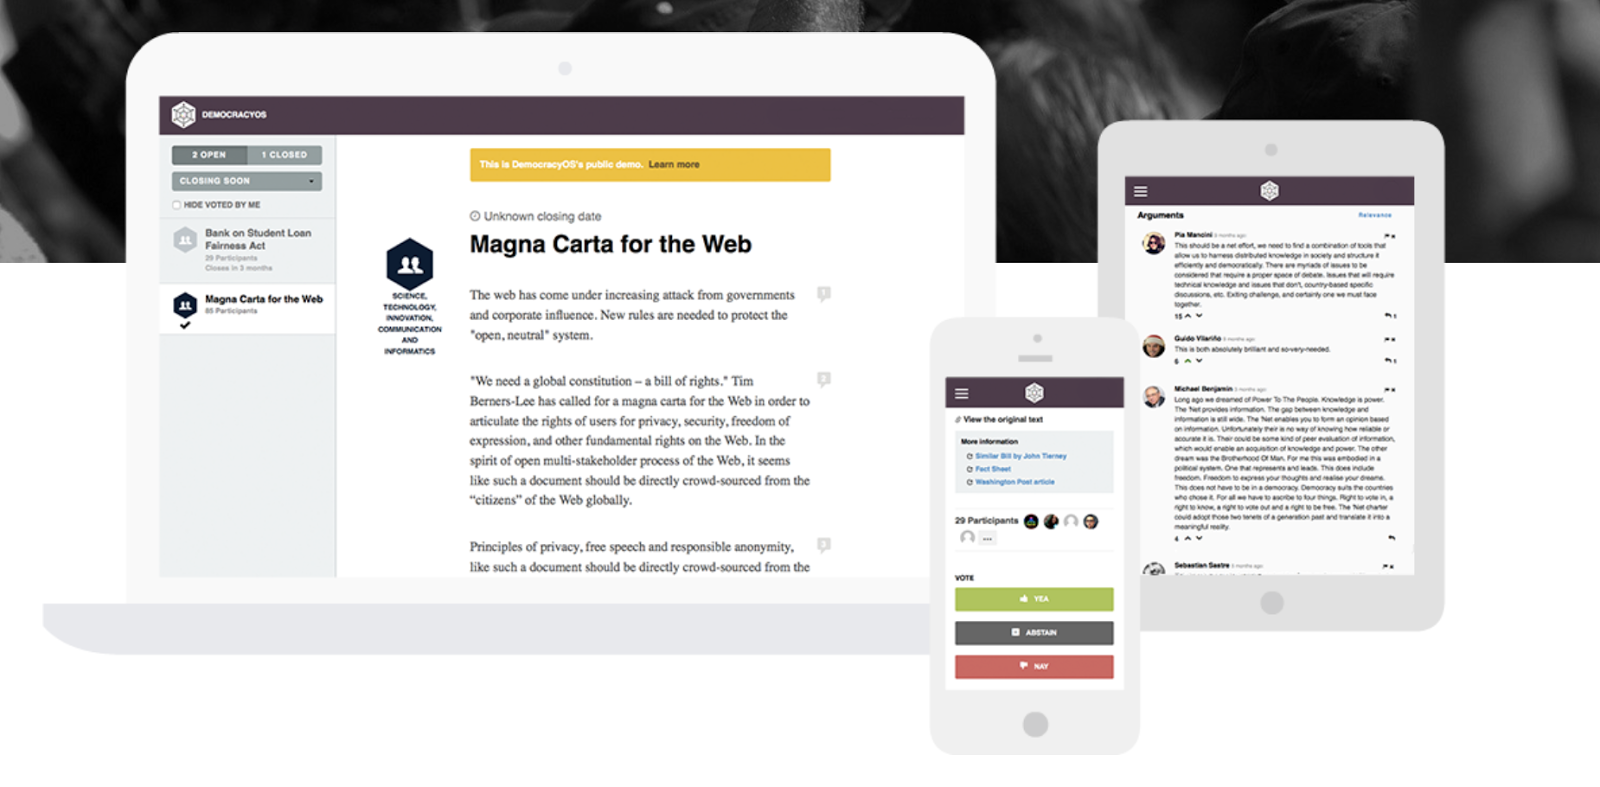 DEMOCRACYOS
2 OPEN
1 CLOSED
CLOSING SOON
HIDE VOTED BY ME
Bank on Student Loan
Fairness Act
29 Participants
Closes in 3 months
Magna Carta for the Web
85 Participants
SCIENCE,
TECHNOLOGY,
INNOVATION,
COMMUNICATION
AND
INFORMATICS
This is DemocracyOS's public demo. Learn more
Unknown closing date
Magna Carta for the Web
The web has come under increasing attack from governments
and corporate influence. New rules are needed to protect the
"open, neutral" system.
1
"We need a global constitution – a bill of rights." Tim
Berners-Lee has called for a magna carta for the Web in order to
articulate the rights of users for privacy, security, freedom of
expression, and other fundamental rights on the Web. In the
spirit of open multi-stakeholder process of the Web, it seems
like such a document should be directly crowd-sourced from the
“citizens” of the Web globally.
2
Principles of privacy, free speech and responsible anonymity,
like such a document should be directly crowd-sourced from the
3
View the original text
More information
Similar Bill by John Tierney
Fact Sheet
Washington Post article
29 Participants
...
VOTE
YEA
ABSTAIN
NAY
Arguments
Relevance
Pia Mancini 3 months ago
This should be a net effort, we need to find a combination of tools that
allow us to harness distributed knowledge in society and structure it
efficiently and democratically. There are myriads of issues to be
considered that require a proper space of debate. Issues that will require
technical knowledge and issues that don't, country-based specific
discussions, etc. Exiting challenge, and certainly one we must face
together.
15
1
Guido Vilariño 3 months ago
This is both absolutely brilliant and so-very-needed.
6
1
Michael Benjamin 3 months ago
Long ago we dreamed of Power To The People. Knowledge is power.
The 'Net provides information. The gap between knowledge and
information is still wide. The 'Net enables you to form an opinion based
on information. Unfortunately their is no way of knowing how reliable or
accurate it is. Their could be some kind of peer evaluation of information,
which would enable an acquisition of knowledge and power. The other
dream was the Brotherhood Of Man. For me this was embodied in a
political system. One that represents and leads. This does include
freedom. Freedom to express your thoughts and realise your dreams.
This does not have to be in a democracy. Democracy suits the countries
who chose it. For all we have to ascribe to four things. Right to vote in, a
right to know, a right to vote out and a right to be free. The 'Net charter
could adopt those two tenets of a generation past and translate it into a
meaningful reality.
4
Sebastian Sastre 3 months ago